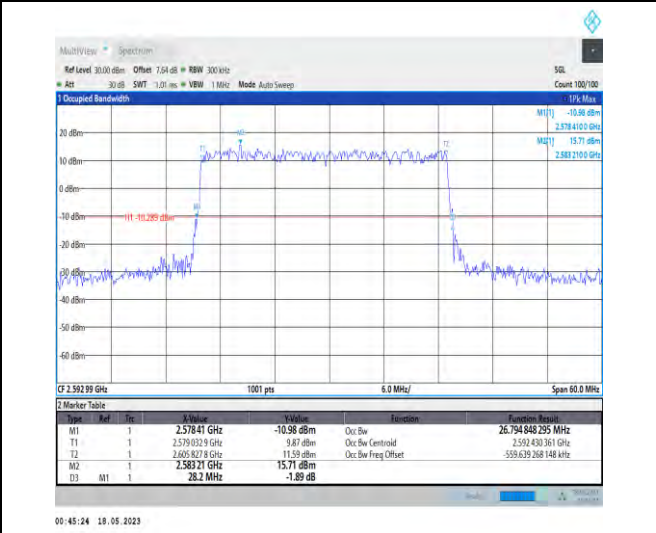 MultiView Spectrum
Ref Level 30.00 dBm Offset 7.64 dB RBW 300 kHz SGL
Att 30 dB SWT 1.01 ms VBW 1 MHz Mode Auto Sweep Count 100/100
1 Occupied Bandwidth 1Pk Max
M1[1] -10.98 dBm
2.578 4100 GHz
M2[1] 15.71 dBm
2.583 2100 GHz
20 dBm
M2
T1
T2
10 dBm
0 dBm
M1
-10 dBm
H1 -10.289 dBm
-20 dBm
-30 dBm
-40 dBm
-50 dBm
-60 dBm
CF 2.592 99 GHz 1001 pts 6.0 MHz/ Span 60.0 MHz
2 Marker Table
Type Ref Trc X-Value Y-Value Function Function Result
M1 1 2.578 41 GHz -10.98 dBm Occ Bw 26.794 848 295 MHz
T1 1 2.579 032 9 GHz 9.87 dBm Occ Bw Centroid 2.592 430 361 GHz
T2 1 2.605 827 8 GHz 11.59 dBm Occ Bw Freq Offset -559.639 268 148 kHz
M2 1 2.583 21 GHz 15.71 dBm
D3 M1 1 28.2 MHz -1.89 dB
00:45:24 18.05.2023